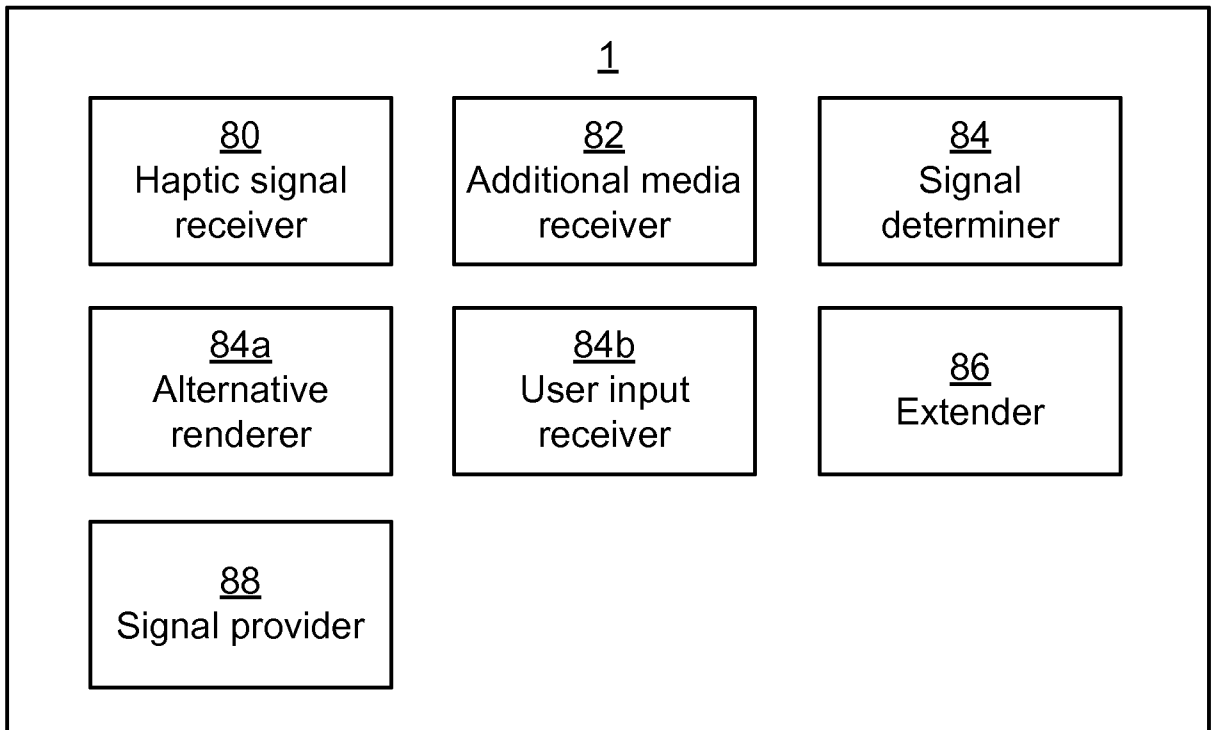 1
80
Haptic signal
receiver
82
Additional media
receiver
84
Signal
determiner
84a
Alternative
renderer
84b
User input
receiver
86
Extender
88
Signal provider